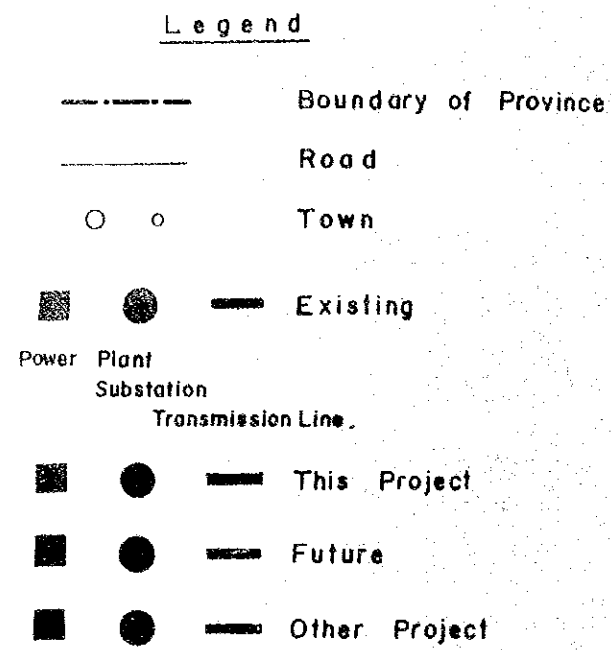 Legend
Boundary of Province
Road
Town
Existing
Power Plant
Substation
Transmission Line.
This Project
Future
Other Project